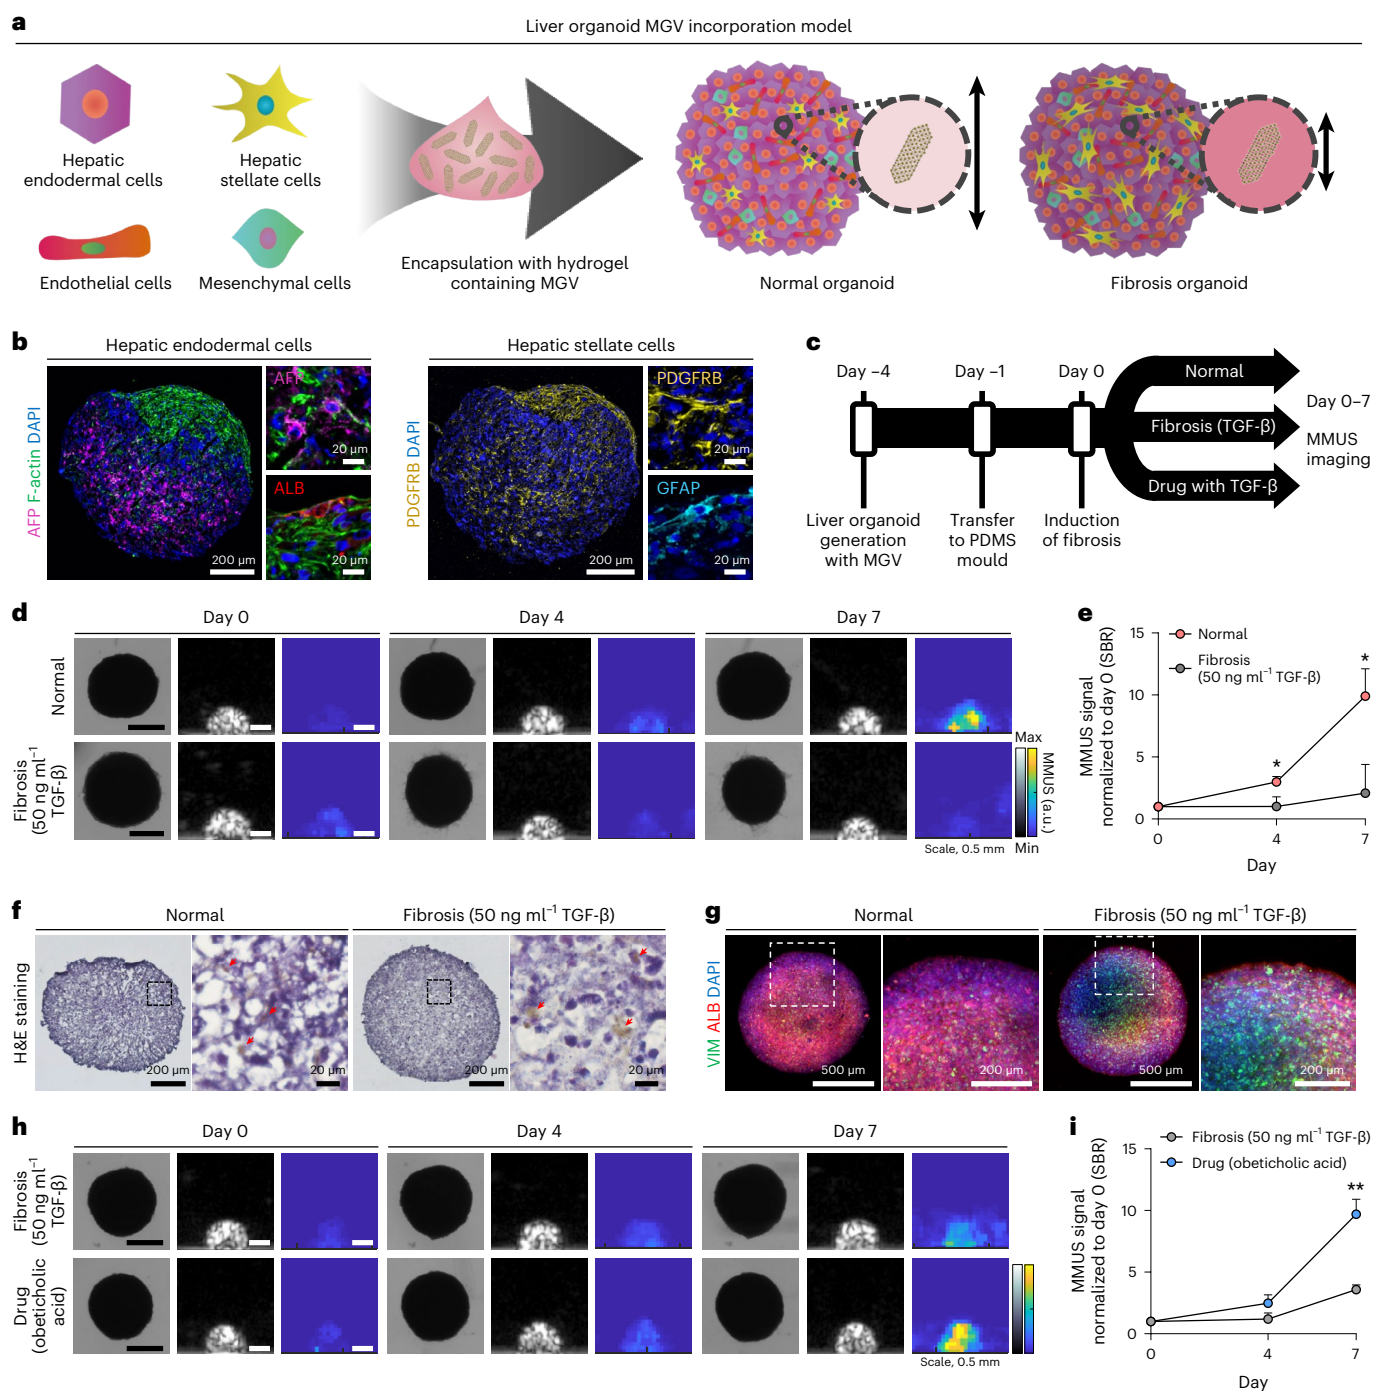 a
Liver organoid MGV incorporation model
Hepatic
endodermal cells
Hepatic
stellate cells
Endothelial cells
Mesenchymal cells
Encapsulation with hydrogel
containing MGV
Normal organoid
Fibrosis organoid
b
Hepatic endodermal cells
Hepatic stellate cells
AFP F-actin DAPI
200 µm
AFP
20 µm
ALB
20 µm
PDGFRB DAPI
200 µm
PDGFRB
20 µm
GFAP
20 µm
c
Day –4
Day –1
Day 0
Normal
Fibrosis (TGF-β)
Drug with TGF-β
Day 0–7
MMUS
imaging
Liver organoid
generation
with MGV
Transfer
to PDMS
mould
Induction
of fibrosis
d
Day 0
Day 4
Day 7
Normal
Fibrosis
(50 ng ml⁻¹
TGF-β)
Max
MMUS (a.u.)
Min
Scale, 0.5 mm
e
MMUS signal
normalized to day 0 (SBR)
15
10
5
0
Normal
Fibrosis
(50 ng ml⁻¹ TGF-β)
*
*
0
4
7
Day
f
Normal
Fibrosis (50 ng ml⁻¹ TGF-β)
H&E staining
200 µm
20 µm
200 µm
20 µm
g
Normal
Fibrosis (50 ng ml⁻¹ TGF-β)
VIM ALB DAPI
500 µm
200 µm
500 µm
200 µm
h
Day 0
Day 4
Day 7
Fibrosis
(50 ng ml⁻¹
TGF-β)
Drug
(obeticholic
acid)
Scale, 0.5 mm
i
MMUS signal
normalized to day 0 (SBR)
15
10
5
0
Fibrosis (50 ng ml⁻¹ TGF-β)
Drug (obeticholic acid)
**
0
4
7
Day